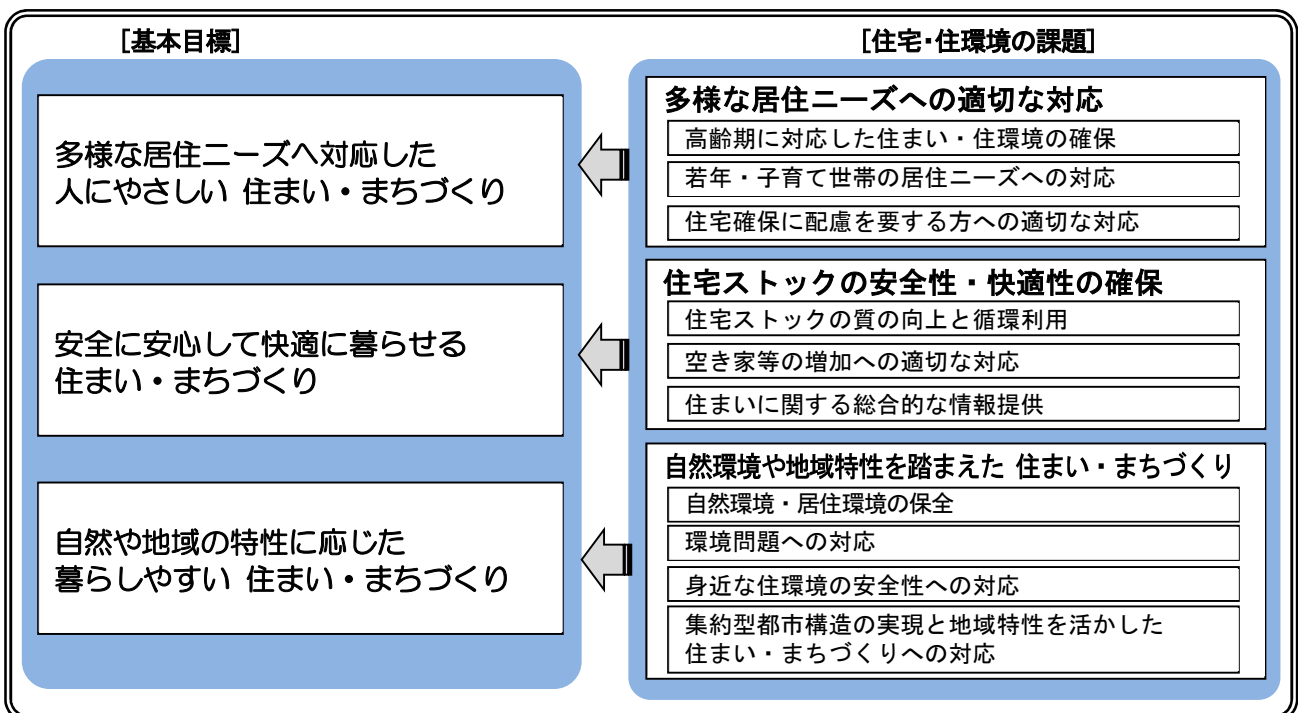 [基本目標]
多様な居住ニーズへ対応した
人にやさしい 住まい・まちづくり
安全に安心して快適に暮らせる
住まい・まちづくり
自然や地域の特性に応じた
暮らしやすい 住まい・まちづくり
[住宅・住環境の課題]
多様な居住ニーズへの適切な対応
高齢期に対応した住まい・住環境の確保
若年・子育て世帯の居住ニーズへの対応
住宅確保に配慮を要する方への適切な対応
住宅ストックの安全性・快適性の確保
住宅ストックの質の向上と循環利用
空き家等の増加への適切な対応
住まいに関する総合的な情報提供
自然環境や地域特性を踏まえた 住まい・まちづくり
自然環境・居住環境の保全
環境問題への対応
身近な住環境の安全性への対応
集約型都市構造の実現と地域特性を活かした
住まい・まちづくりへの対応